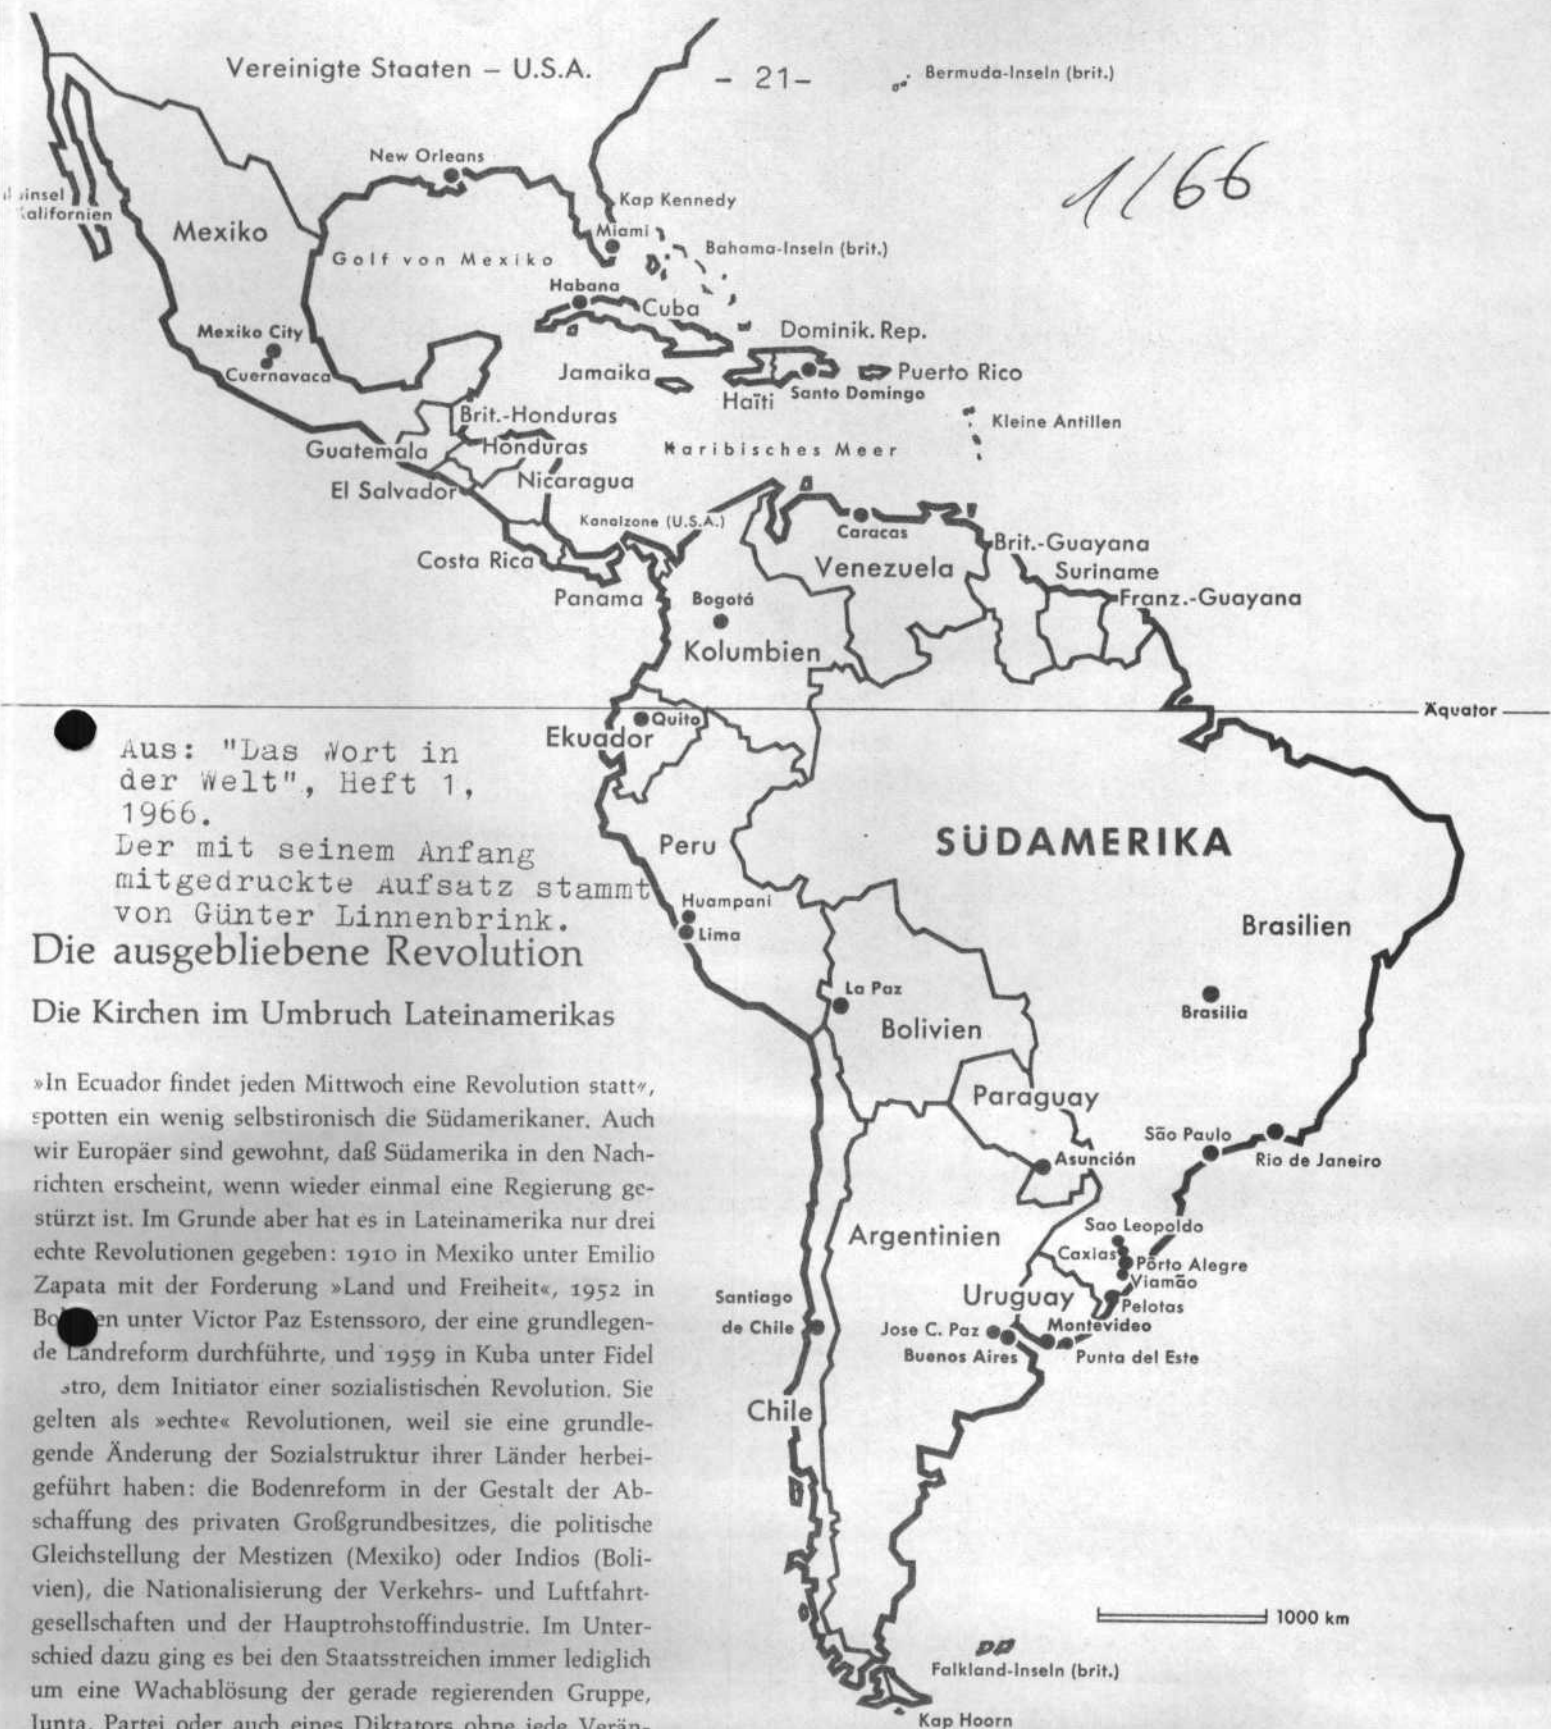 Vereinigte Staaten – U.S.A.
- 21-
Bermuda-Inseln (brit.)
1/66
New Orleans
Kap Kennedy
Kalifornien
Mexiko
Miami
Golf von Mexiko
Bahama-Inseln (brit.)
Habana
Cuba
Mexiko City
Dominik. Rep.
Cuernavaca
Jamaika
Puerto Rico
Haïti
Santo Domingo
Brit.-Honduras
Kleine Antillen
Guatemala
Honduras
Karibisches Meer
El Salvador
Nicaragua
Kanalzone (U.S.A.)
Caracas
Brit.-Guayana
Costa Rica
Venezuela
Suriname
Panama
Bogotá
Franz.-Guayana
Kolumbien
Äquator
Quito
Ekuador
Aus: "Das Wort in
der Welt", Heft 1,
1966.
Der mit seinem Anfang
mitgedruckte Aufsatz stammt
von Günter Linnenbrink.
Peru
SÜDAMERIKA
Huampani
Lima
Brasilien
La Paz
Brasilia
Bolivien
Paraguay
São Paulo
Asunción
Rio de Janeiro
Argentinien
Sao Leopoldo
Caxias
Pôrto Alegre
Viamão
Santiago
de Chile
Uruguay
Pelotas
Jose C. Paz
Montevideo
Buenos Aires
Punta del Este
Chile
1000 km
Falkland-Inseln (brit.)
Kap Hoorn
Die ausgebliebene Revolution
Die Kirchen im Umbruch Lateinamerikas
»In Ecuador findet jeden Mittwoch eine Revolution statt«,
spotten ein wenig selbstironisch die Südamerikaner. Auch
wir Europäer sind gewohnt, daß Südamerika in den Nach-
richten erscheint, wenn wieder einmal eine Regierung ge-
stürzt ist. Im Grunde aber hat es in Lateinamerika nur drei
echte Revolutionen gegeben: 1910 in Mexiko unter Emilio
Zapata mit der Forderung »Land und Freiheit«, 1952 in
unter Victor Paz Estenssoro, der eine grundlegen-
de Landreform durchführte, und 1959 in Kuba unter Fidel
stro, dem Initiator einer sozialistischen Revolution. Sie
gelten als »echte« Revolutionen, weil sie eine grundle-
gende Änderung der Sozialstruktur ihrer Länder herbei-
geführt haben: die Bodenreform in der Gestalt der Ab-
schaffung des privaten Großgrundbesitzes, die politische
Gleichstellung der Mestizen (Mexiko) oder Indios (Boli-
vien), die Nationalisierung der Verkehrs- und Luftfahrt-
gesellschaften und der Hauptrohstoffindustrie. Im Unter-
schied dazu ging es bei den Staatsstreichen immer lediglich
um eine Wachablösung der gerade regierenden Gruppe,
Junta, Partei oder auch eines Diktators ohne jede Verän-